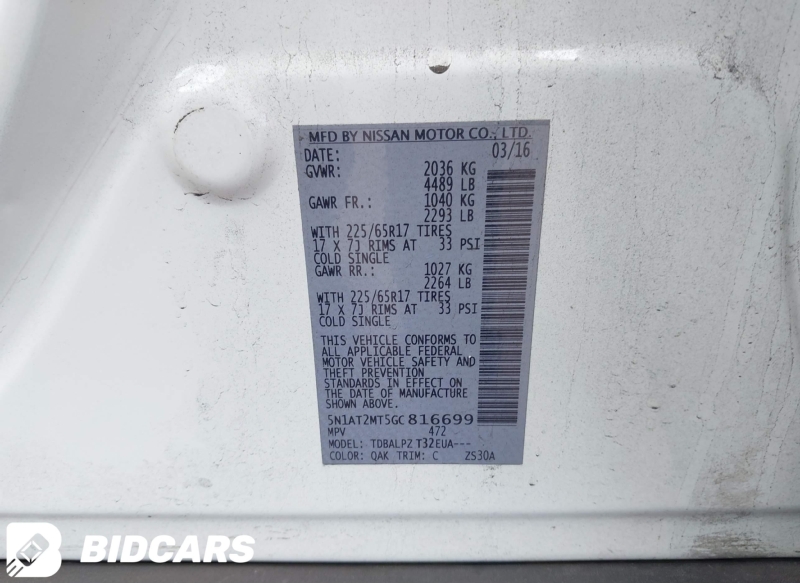 MFD BY NISSAN MOTOR CO., LTD.
DATE: 03/16
GVWR: 2036 KG
4489 LB
GAWR FR.: 1040 KG
2293 LB
WITH 225/65R17 TIRES
17 X 7J RIMS AT 33 PSI
COLD SINGLE
GAWR RR.: 1027 KG
2264 LB
WITH 225/65R17 TIRES
17 X 7J RIMS AT 33 PSI
COLD SINGLE
THIS VEHICLE CONFORMS TO
ALL APPLICABLE FEDERAL
MOTOR VEHICLE SAFETY AND
THEFT PREVENTION
STANDARDS IN EFFECT ON
THE DATE OF MANUFACTURE
SHOWN ABOVE
5N1AT2MT5GC816699
MPV 472
MODEL: TDBALPZ T32EUA---
COLOR: QAK TRIM: C ZS30A
BIDCARS